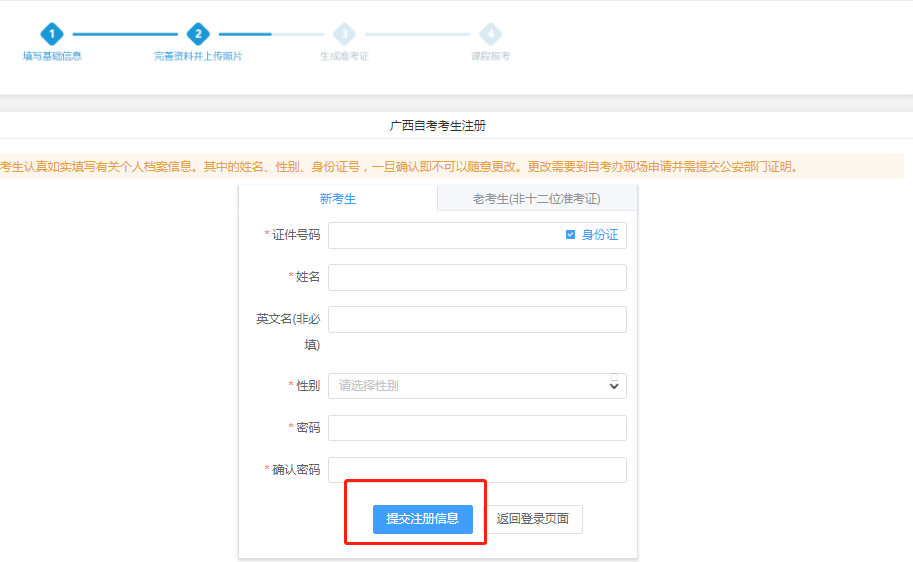 1 2 3 4
填写基础信息 完善资料并上传照片 生成准考证 课程报考
广西自考考生注册
考生认真如实填写有关个人档案信息。其中的姓名、性别、身份证号，一旦确认即不可以随意更改。更改需要到自考办现场申请并需提交公安部门证明。
新考生 老考生(非十二位准考证)
*证件号码 身份证
*姓名
英文名(非必
填)
*性别 请选择性别
*密码
*确认密码
提交注册信息 返回登录页面